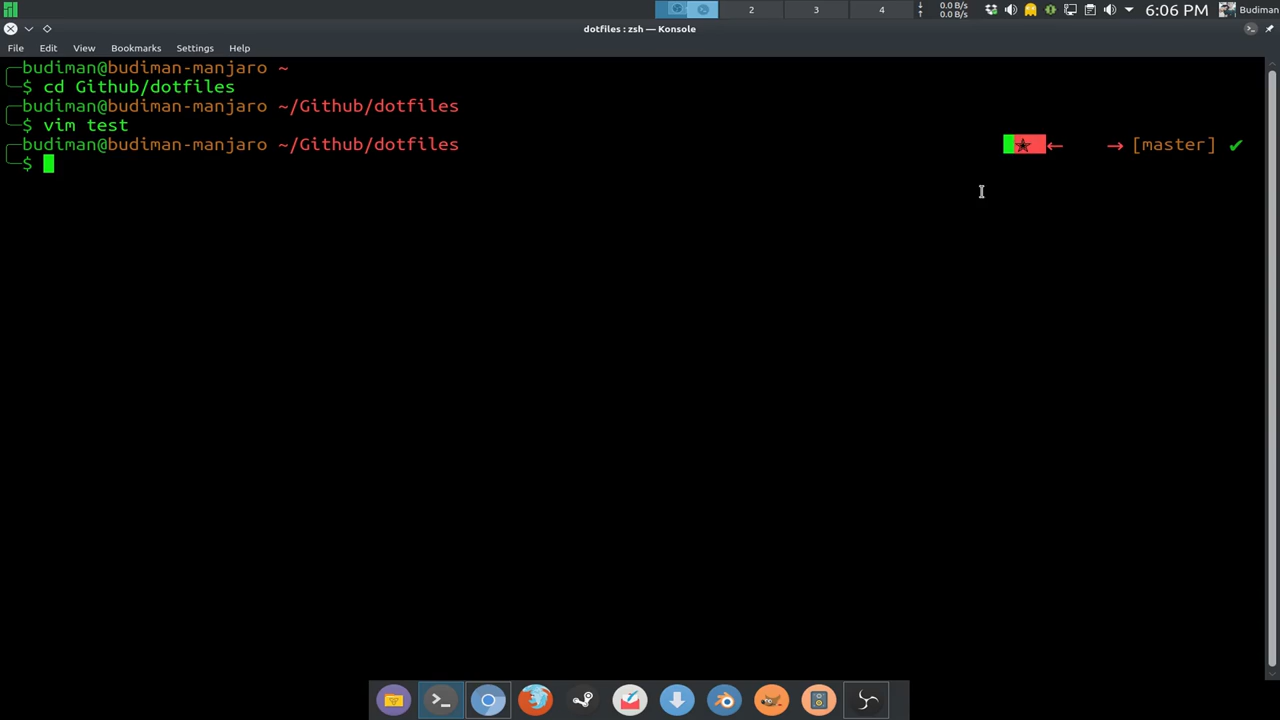 2
3
4
0.0 B/s
0.0 B/s
6:06 PM
Budiman
dotfiles : zsh — Konsole
File Edit View Bookmarks Settings Help
budiman@budiman-manjaro ~
$ cd Github/dotfiles
budiman@budiman-manjaro ~/Github/dotfiles
$ vim test
budiman@budiman-manjaro ~/Github/dotfiles ★← → [master] ✔
$